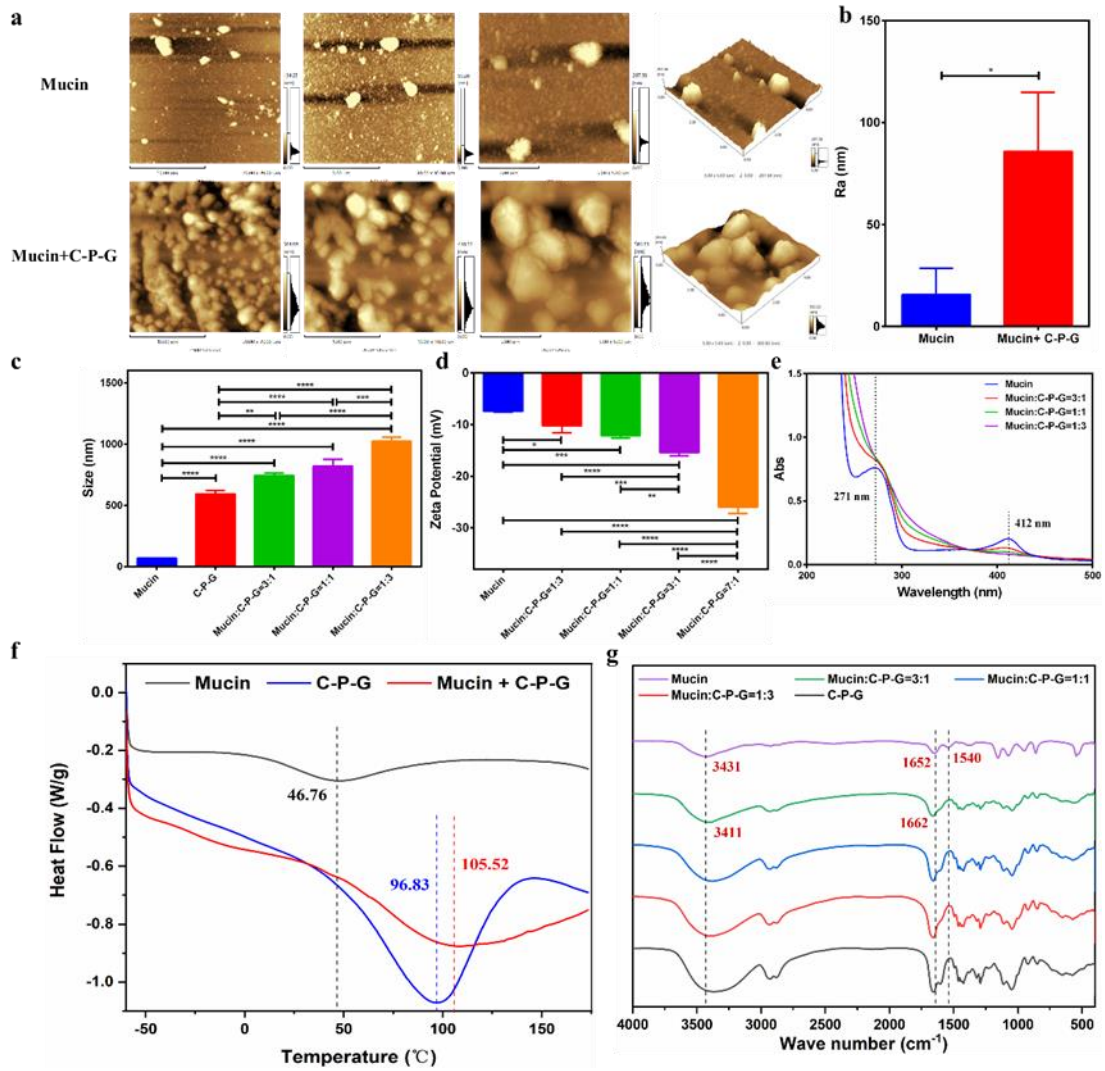 a
Mucin
Mucin+C-P-G
b
Ra (nm)
150
100
50
0
*
Mucin
Mucin+ C-P-G
c
Size (nm)
1500
1000
500
0
****
**** ***
** ****
****
****
****
****
Mucin
C-P-G
Mucin:C-P-G=3:1
Mucin:C-P-G=1:1
Mucin:C-P-G=1:3
d
Zeta Potential (mV)
0
-10
-20
-30
*
***
****
***
**
****
****
****
****
Mucin
Mucin:C-P-G=1:3
Mucin:C-P-G=1:1
Mucin:C-P-G=3:1
Mucin:C-P-G=7:1
e
Abs
1.5
1.0
0.5
0.0
Mucin
Mucin:C-P-G=3:1
Mucin:C-P-G=1:1
Mucin:C-P-G=1:3
271 nm
412 nm
200 300 400 500
Wavelength (nm)
f
Mucin C-P-G Mucin + C-P-G
Heat Flow (W/g)
0.0
-0.2
-0.4
-0.6
-0.8
-1.0
46.76
96.83
105.52
-50 0 50 100 150
Temperature (℃)
g
Mucin Mucin:C-P-G=3:1 Mucin:C-P-G=1:1
Mucin:C-P-G=1:3 C-P-G
3431 1652 1540
3411 1662
4000 3500 3000 2500 2000 1500 1000 500
Wave number (cm-1)